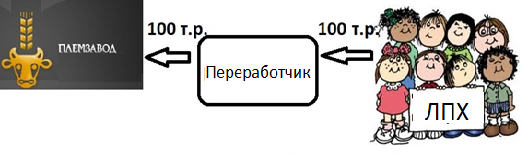 100 т.р.
100 т.р.
ПЛЕМЗАВОД
Переработчик
ЛПХ